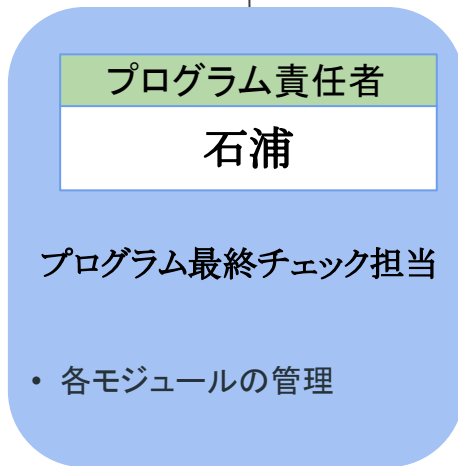 プログラム責任者
石浦
プログラム最終チェック担当
• 各モジュールの管理